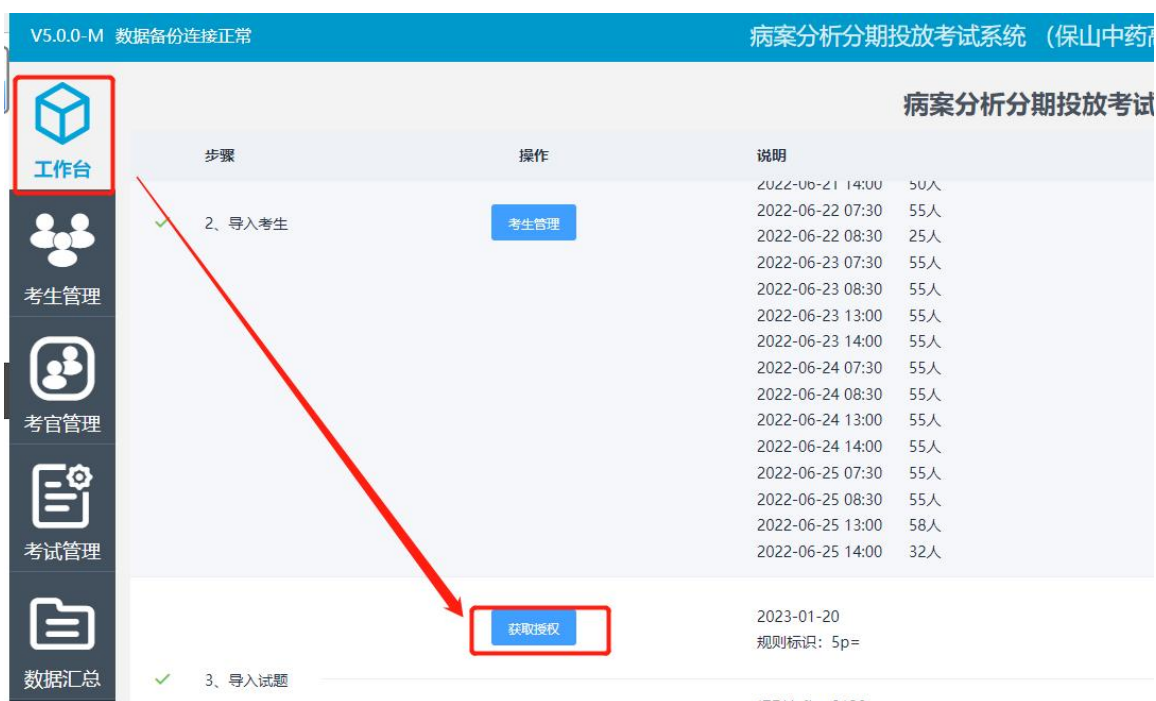 V5.0.0-M 数据备份连接正常
病案分析分期投放考试系统 （保山中药高
病案分析分期投放考试
工作台
考生管理
考官管理
考试管理
数据汇总
步骤 操作 说明
2022-06-21 14:00 50人
2、导入考生 考生管理
2022-06-22 07:30 55人
2022-06-22 08:30 25人
2022-06-23 07:30 55人
2022-06-23 08:30 55人
2022-06-23 13:00 55人
2022-06-23 14:00 55人
2022-06-24 07:30 55人
2022-06-24 08:30 55人
2022-06-24 13:00 55人
2022-06-24 14:00 55人
2022-06-25 07:30 55人
2022-06-25 08:30 55人
2022-06-25 13:00 58人
2022-06-25 14:00 32人
获取授权
2023-01-20
规则标识：5p=
3、导入试题